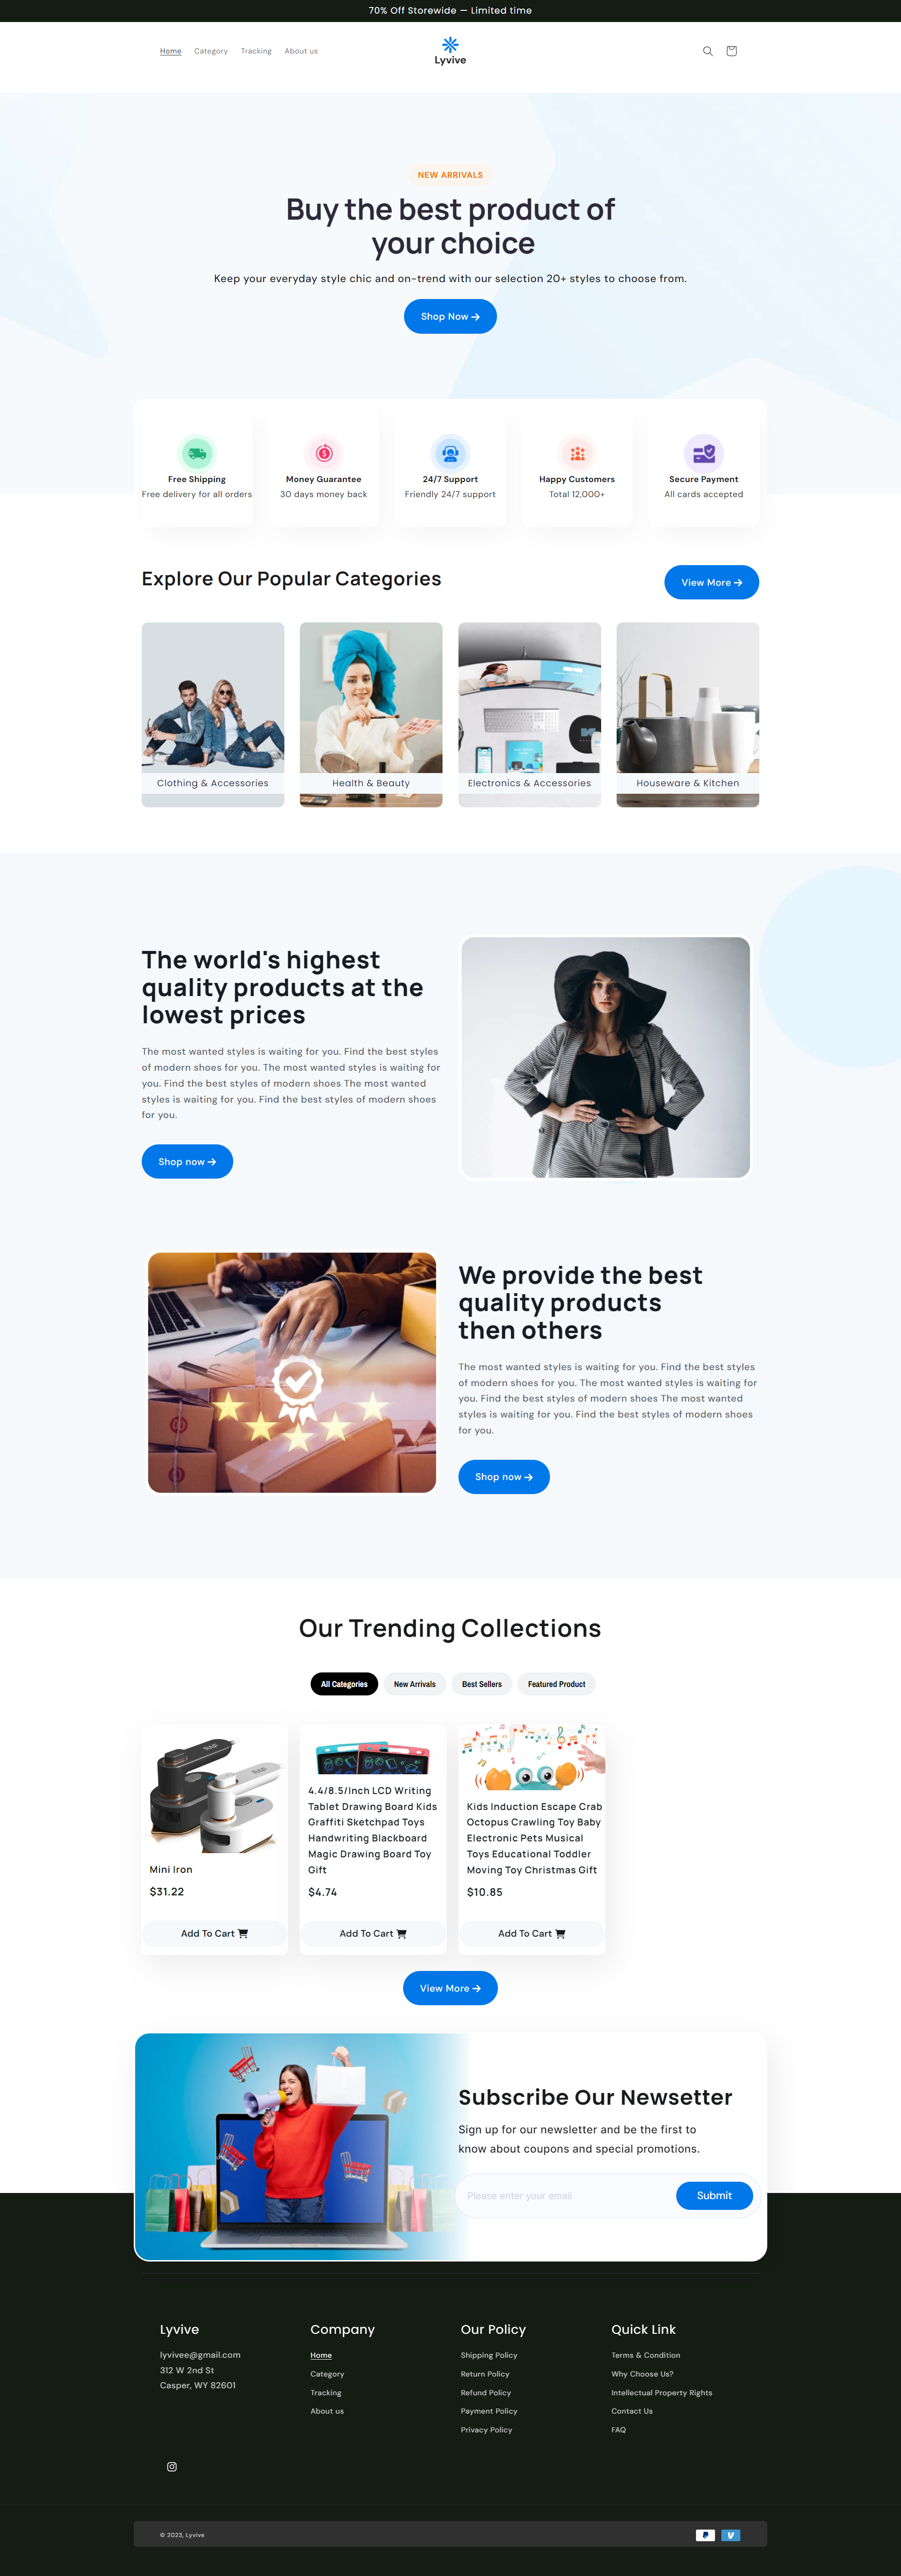 70% Off Storewide — Limited time
Home
Category
Tracking
About us
Lyvive
NEW ARRIVALS
Buy the best product of
your choice
Keep your everyday style chic and on-trend with our selection 20+ styles to choose from.
Shop Now
Free Shipping
Free delivery for all orders
Money Guarantee
30 days money back
24/7 Support
Friendly 24/7 support
Happy Customers
Total 12,000+
Secure Payment
All cards accepted
Explore Our Popular Categories
View More
Clothing & Accessories
Health & Beauty
Electronics & Accessories
Houseware & Kitchen
The world's highest
quality products at the
lowest prices
The most wanted styles is waiting for you. Find the best styles
of modern shoes for you. The most wanted styles is waiting for
you. Find the best styles of modern shoes The most wanted
styles is waiting for you. Find the best styles of modern shoes
for you.
Shop now
We provide the best
quality products
then others
The most wanted styles is waiting for you. Find the best styles
of modern shoes for you. The most wanted styles is waiting for
you. Find the best styles of modern shoes The most wanted
styles is waiting for you. Find the best styles of modern shoes
for you.
Shop now
Our Trending Collections
All Categories
New Arrivals
Best Sellers
Featured Product
Mini Iron
$31.22
Add To Cart
4.4/8.5/Inch LCD Writing
Tablet Drawing Board Kids
Graffiti Sketchpad Toys
Handwriting Blackboard
Magic Drawing Board Toy
Gift
$4.74
Add To Cart
Kids Induction Escape Crab
Octopus Crawling Toy Baby
Electronic Pets Musical
Toys Educational Toddler
Moving Toy Christmas Gift
$10.85
Add To Cart
View More
Subscribe Our Newsetter
Sign up for our newsletter and be the first to
know about coupons and special promotions.
Please enter your email
Submit
Lyvive
lyvivee@gmail.com
312 W 2nd St
Casper, WY 82601
Company
Home
Category
Tracking
About us
Our Policy
Shipping Policy
Return Policy
Refund Policy
Payment Policy
Privacy Policy
Quick Link
Terms & Condition
Why Choose Us?
Intellectual Property Rights
Contact Us
FAQ
© 2023, Lyvive